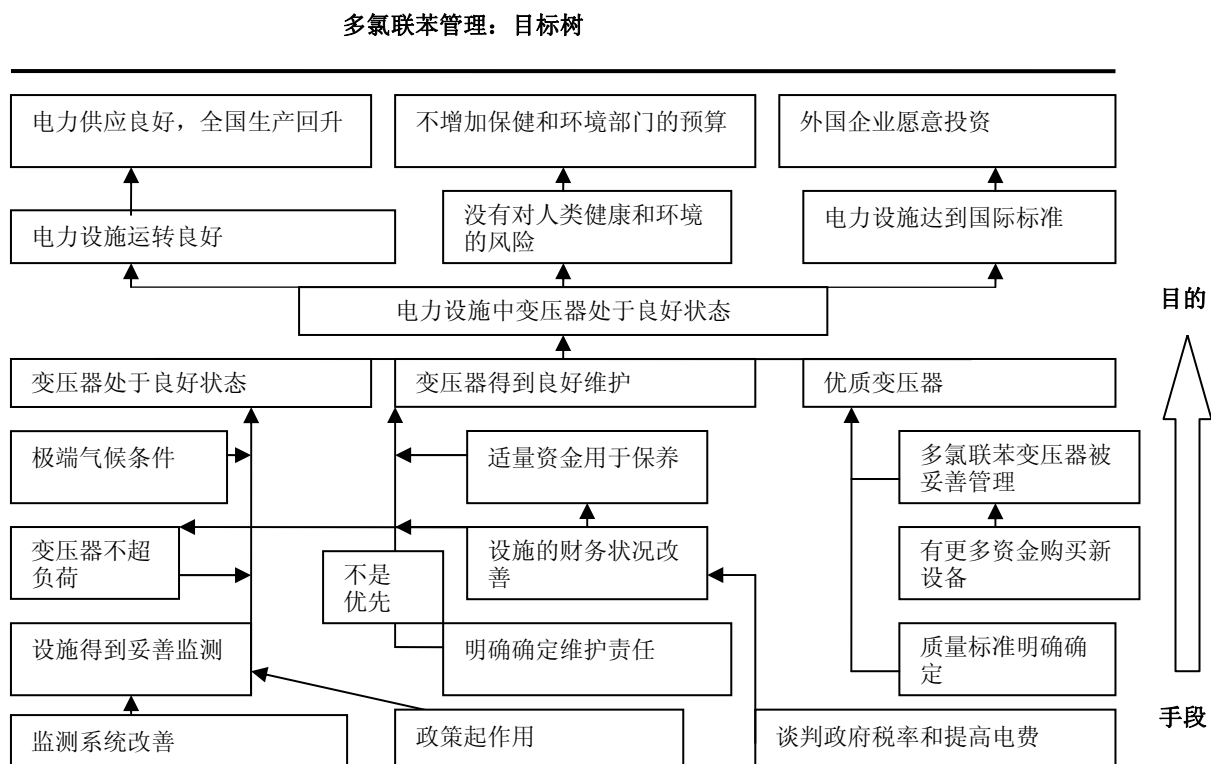 多氯联苯管理：目标树
电力供应良好，全国生产回升
不增加保健和环境部门的预算
外国企业愿意投资
电力设施运转良好
没有对人类健康和环境
的风险
电力设施达到国际标准
电力设施中变压器处于良好状态
目的
变压器处于良好状态
变压器得到良好维护
优质变压器
极端气候条件
适量资金用于保养
多氯联苯变压器被
妥善管理
变压器不超
负荷
不是
优先
设施的财务状况改
善
有更多资金购买新
设备
设施得到妥善监测
明确确定维护责任
质量标准明确确
定
手段
监测系统改善
政策起作用
谈判政府税率和提高电费